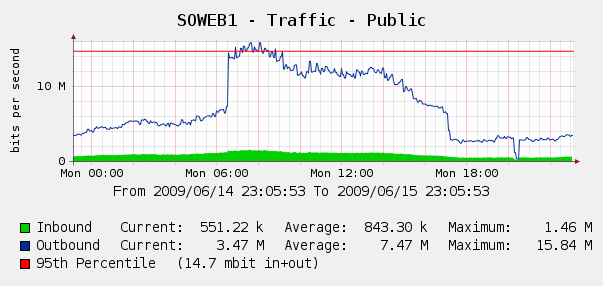 SOWEB1 - Traffic - Public
bits per second
10 M
0
Mon 00:00 Mon 06:00 Mon 12:00 Mon 18:00
From 2009/06/14 23:05:53 To 2009/06/15 23:05:53
Inbound Current: 551.22 k Average: 843.30 k Maximum: 1.46 M
Outbound Current: 3.47 M Average: 7.47 M Maximum: 15.84 M
95th Percentile (14.7 mbit in+out)